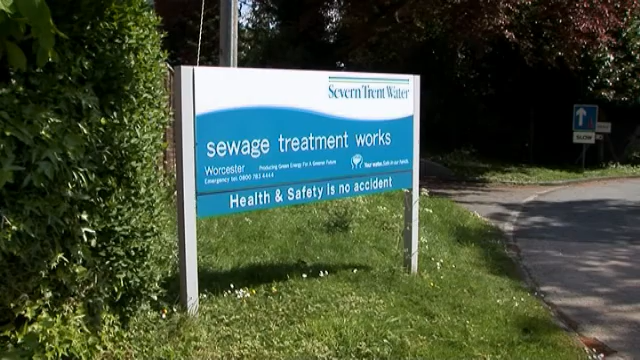 Severn Trent Water
sewage treatment works
Worcester
Producing Green Energy For A Greener Future
Emergency tel: 0800 783 4444
Your water. Safe in our hands.
Health & Safety is no accident
SLOW